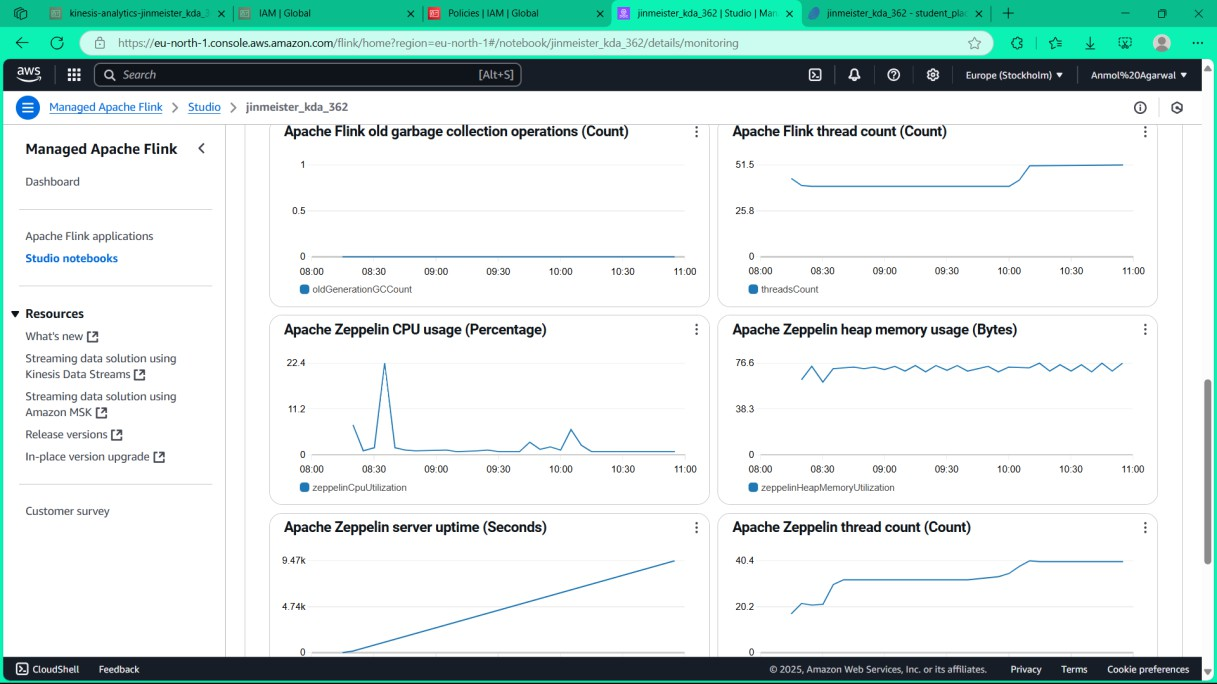 kinesis-analytics-jinmeister_kda_3
IAM | Global
Policies | IAM | Global
jinmeister_kda_362 | Studio | Man
jinmeister_kda_362 - student_pla
https://eu-north-1.console.aws.amazon.com/flink/home?region=eu-north-1#/notebook/jinmeister_kda_362/details/monitoring
aws
Search
[Alt+S]
Europe (Stockholm)
Anmol%20Agarwal
Managed Apache Flink
Studio
jinmeister_kda_362
Managed Apache Flink
Dashboard
Apache Flink applications
Studio notebooks
Resources
What's new
Streaming data solution using
Kinesis Data Streams
Streaming data solution using
Amazon MSK
Release versions
In-place version upgrade
Customer survey
Apache Flink old garbage collection operations (Count)
1
0.5
0
08:00 08:30 09:00 09:30 10:00 10:30 11:00
oldGenerationGCCount
Apache Flink thread count (Count)
51.5
25.8
0
08:00 08:30 09:00 09:30 10:00 10:30 11:00
threadsCount
Apache Zeppelin CPU usage (Percentage)
22.4
11.2
0
08:00 08:30 09:00 09:30 10:00 10:30 11:00
zeppelinCpuUtilization
Apache Zeppelin heap memory usage (Bytes)
76.6
38.3
0
08:00 08:30 09:00 09:30 10:00 10:30 11:00
zeppelinHeapMemoryUtilization
Apache Zeppelin server uptime (Seconds)
9.47k
4.74k
0
Apache Zeppelin thread count (Count)
40.4
20.2
0
CloudShell
Feedback
© 2025, Amazon Web Services, Inc. or its affiliates.
Privacy
Terms
Cookie preferences